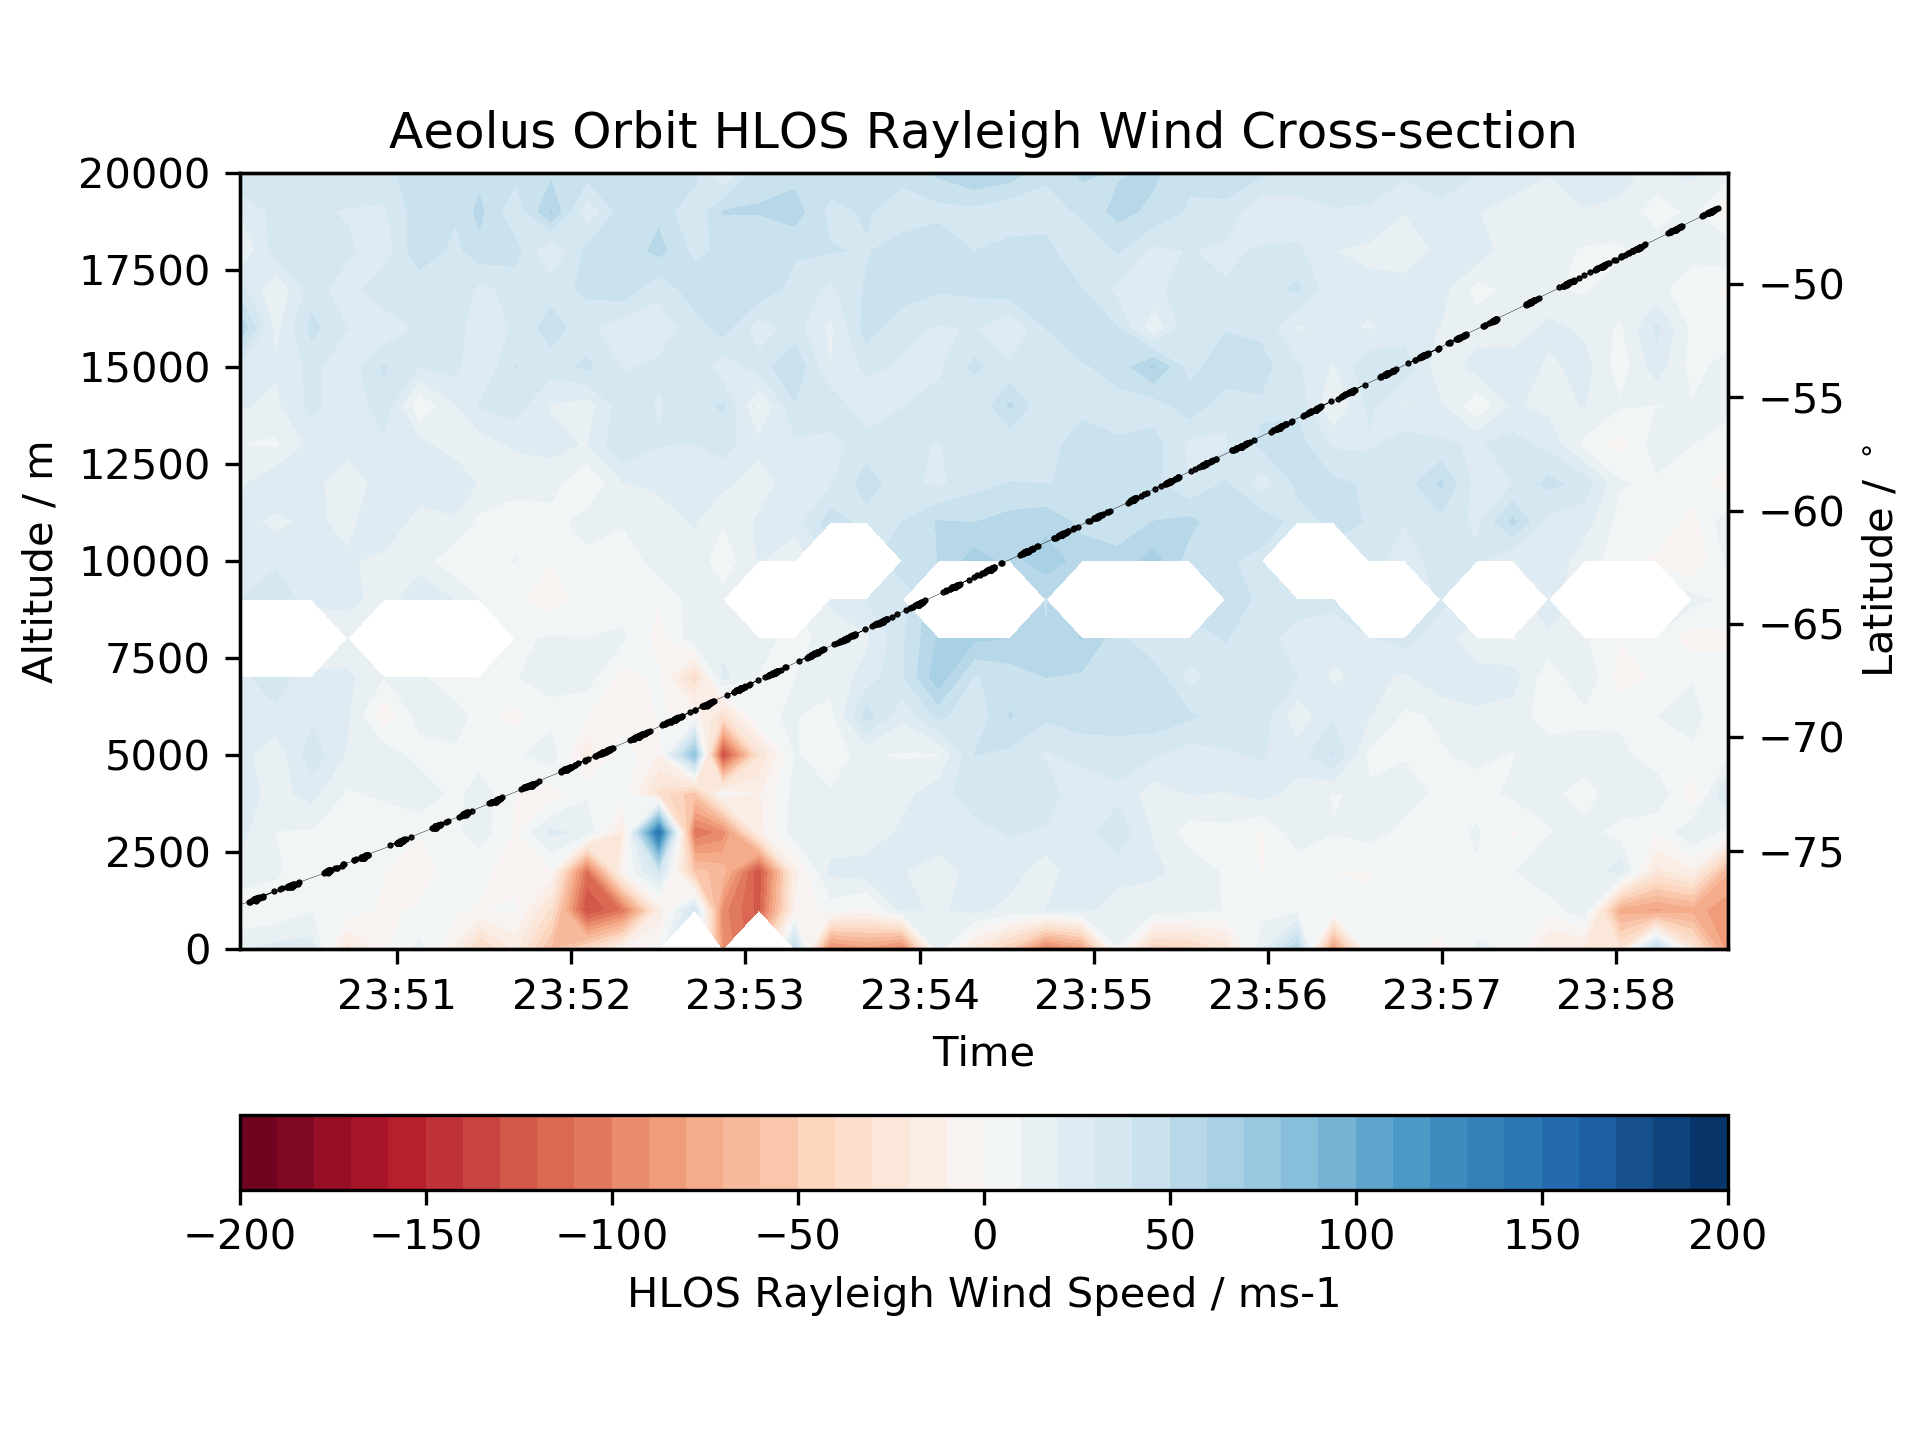 Aeolus Orbit HLOS Rayleigh Wind Cross-section
Altitude / m
20000
17500
15000
12500
10000
7500
5000
2500
0
−50
−55
−60
−65
−70
−75
Latitude / °
23:51 23:52 23:53 23:54 23:55 23:56 23:57 23:58
Time
−200 −150 −100 −50 0 50 100 150 200
HLOS Rayleigh Wind Speed / ms-1